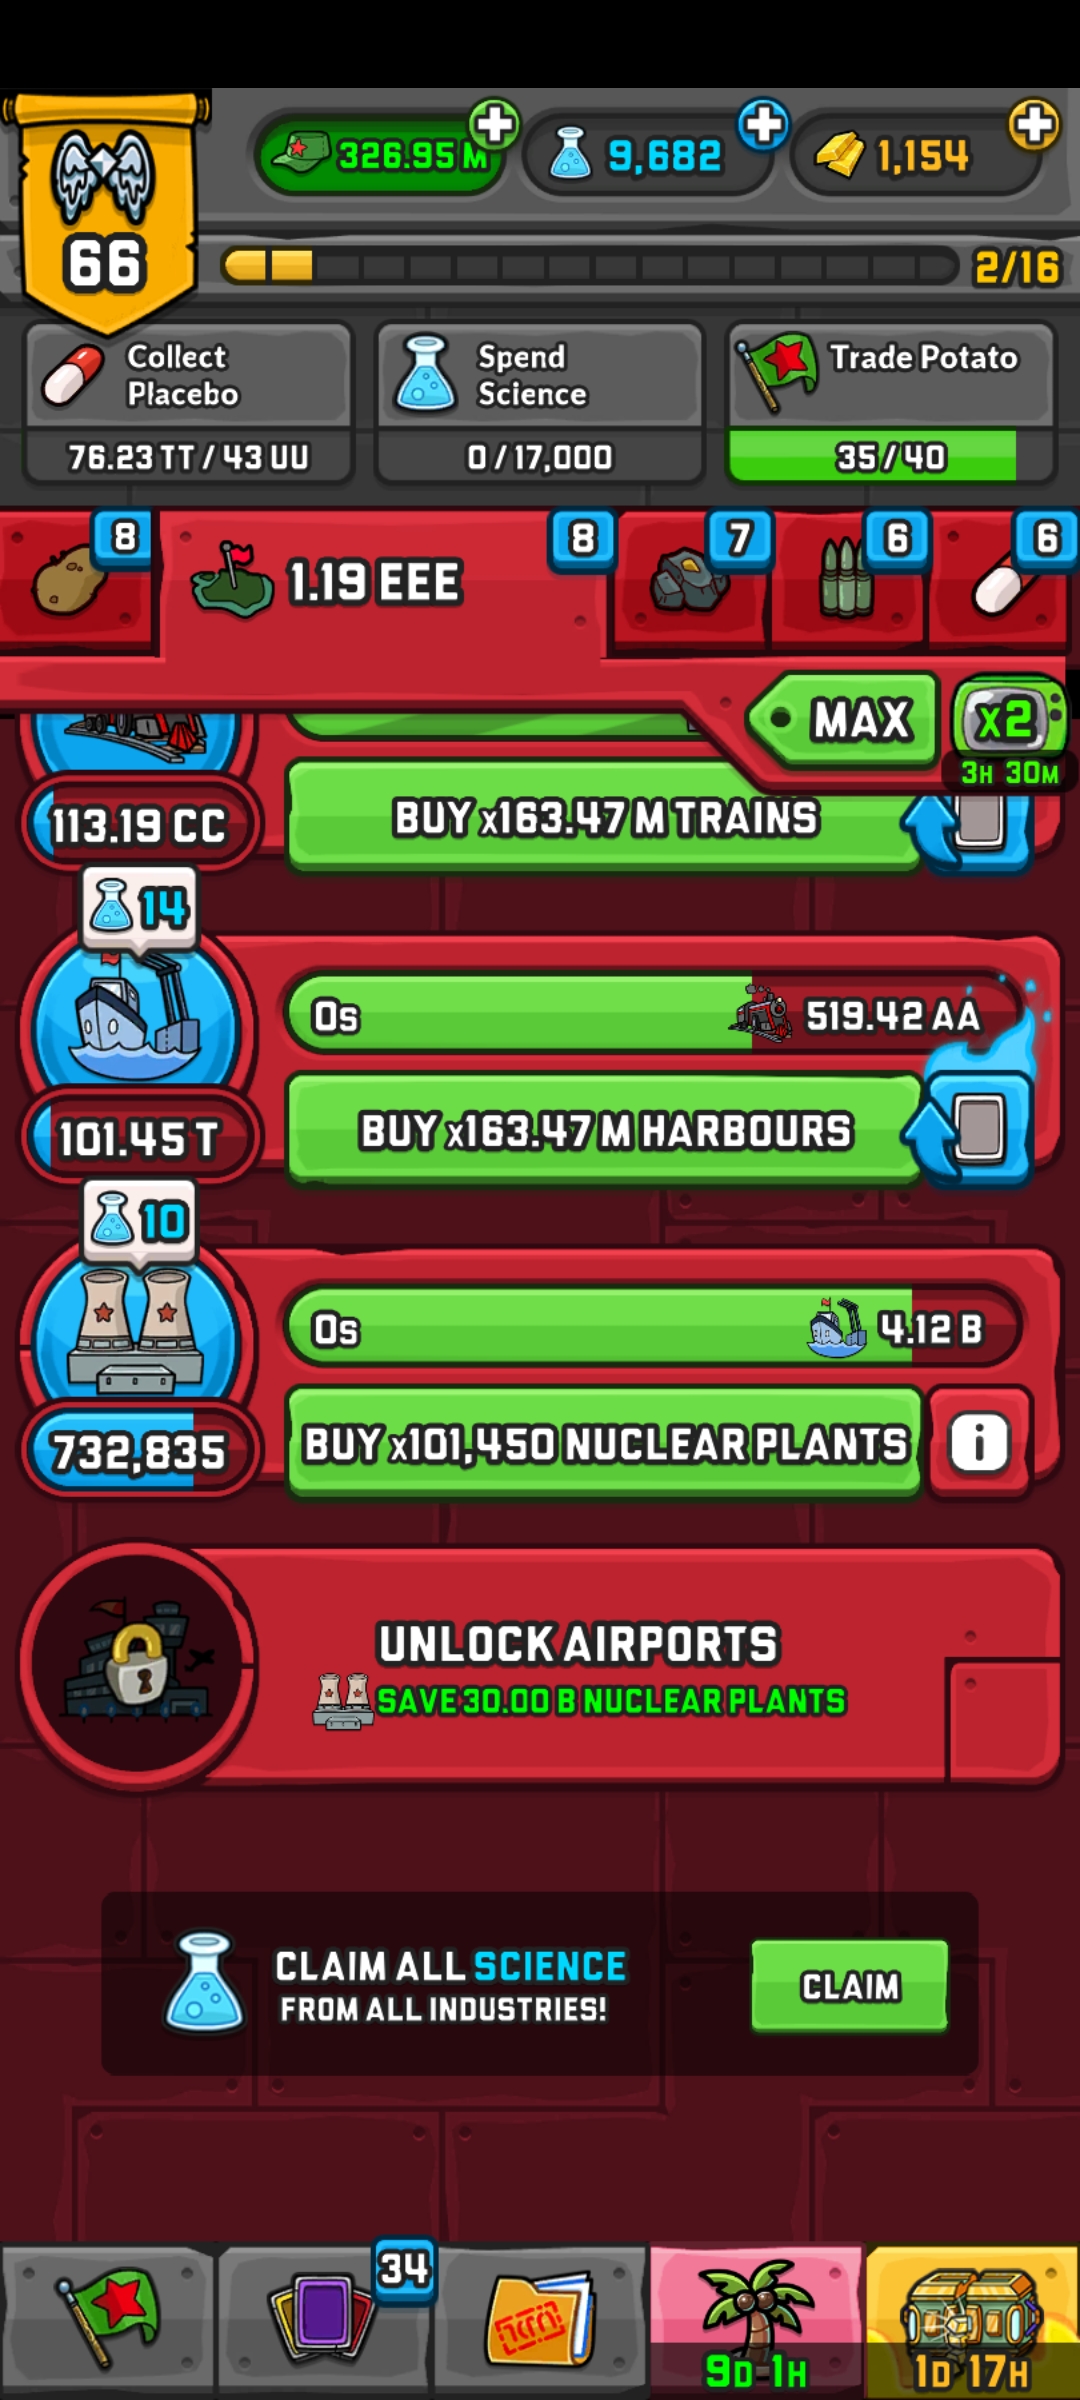 326.95 M
9,682
1,154
66
2/16
Collect
Placebo
76.23 TT / 43 UU
Spend
Science
0 / 17,000
Trade Potato
35 / 40
8
1.19 EEE
8
7
6
6
MAX
x2
3H 30M
113.19 CC
BUY x163.47 M TRAINS
14
0s
519.42 AA
101.45 T
BUY x163.47 M HARBOURS
10
0s
4.12 B
732,835
BUY x101,450 NUCLEAR PLANTS
i
UNLOCK AIRPORTS
SAVE 30.00 B NUCLEAR PLANTS
CLAIM ALL SCIENCE
FROM ALL INDUSTRIES!
CLAIM
34
9D 1H
1D 17H